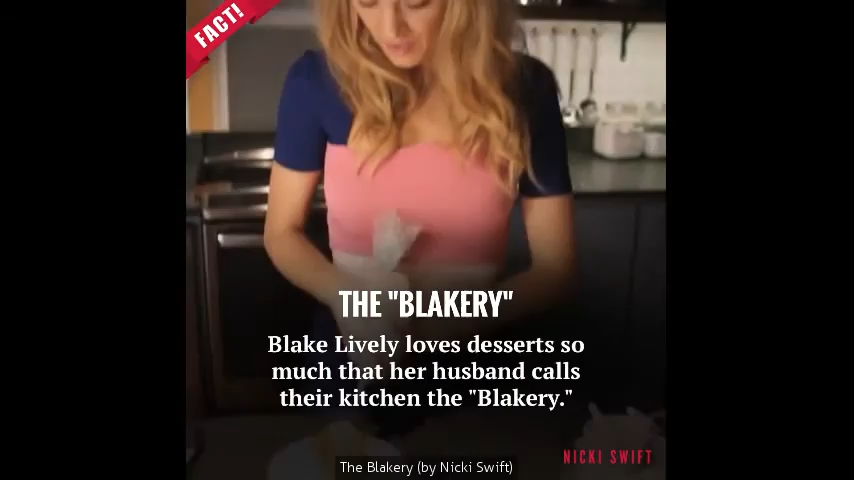 FACT!
THE "BLAKERY"
Blake Lively loves desserts so
much that her husband calls
their kitchen the "Blakery."
NICKI SWIFT
The Blakery (by Nicki Swift)